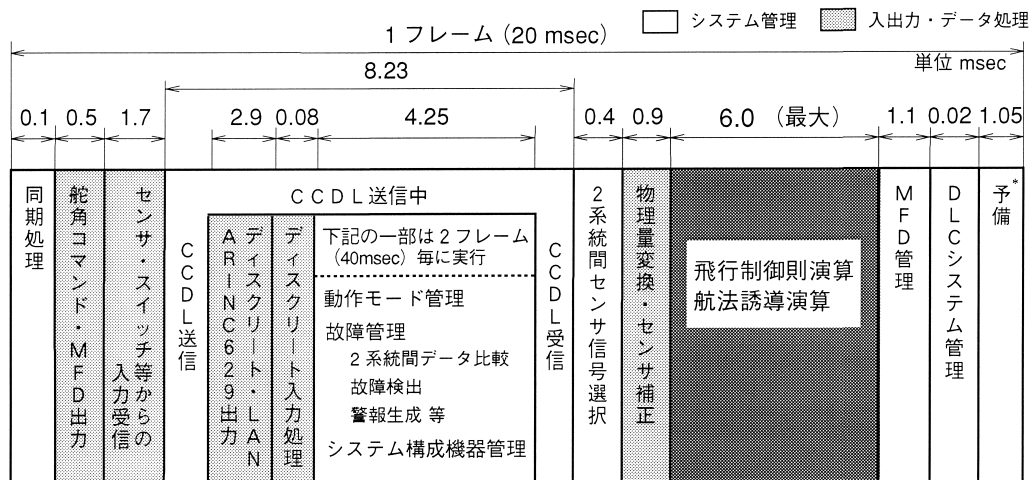 システム管理
入出力・データ処理
1 フレーム (20 msec)
単位 msec
8.23
0.1
0.5
1.7
2.9
0.08
4.25
0.4
0.9
6.0 (最大)
1.1
0.02
1.05
同期処理
舵角コマンド・MFD出力
センサ・スイッチ等からの
入力受信
CCDL送信
CCDL送信中
ディスクリート・LAN
ARINC629出力
ディスクリート入力処理
下記の一部は2フレーム
(40msec) 毎に実行
動作モード管理
故障管理
2系統間データ比較
故障検出
警報生成 等
システム構成機器管理
CCDL受信
2系統間センサ信号選択
物理量変換・センサ補正
飛行制御則演算
航法誘導演算
MFD管理
DLCシステム管理
予備*